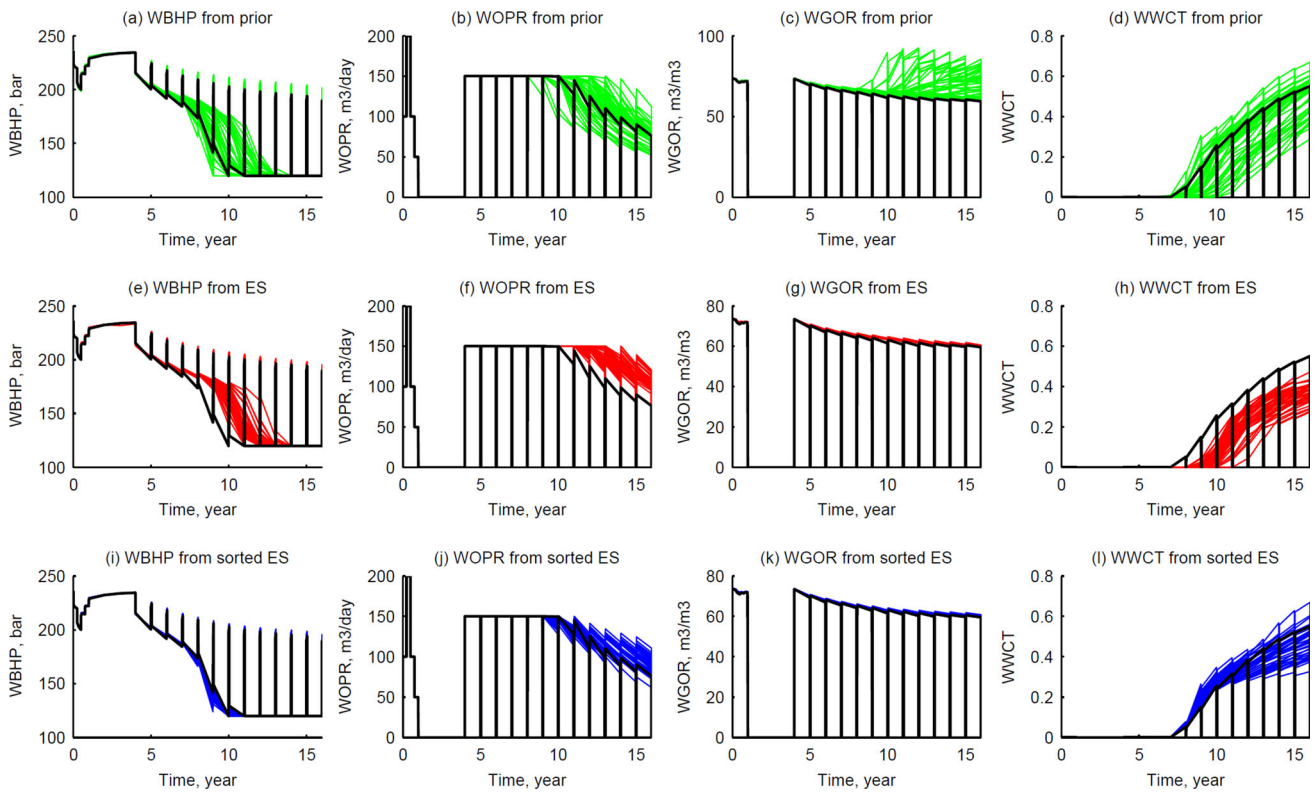 (a) WBHP from prior
250
200
150
100
WBHP, bar
0 5 10 15
Time, year
(b) WOPR from prior
200
150
100
50
0
WOPR, m3/day
0 5 10 15
Time, year
(c) WGOR from prior
100
50
0
WGOR, m3/m3
0 5 10 15
Time, year
(d) WWCT from prior
0.8
0.6
0.4
0.2
0
WWCT
0 5 10 15
Time, year
(e) WBHP from ES
250
200
150
100
WBHP, bar
0 5 10 15
Time, year
(f) WOPR from ES
200
150
100
50
0
WOPR, m3/day
0 5 10 15
Time, year
(g) WGOR from ES
80
60
40
20
0
WGOR, m3/m3
0 5 10 15
Time, year
(h) WWCT from ES
0.8
0.6
0.4
0.2
0
WWCT
0 5 10 15
Time, year
(i) WBHP from sorted ES
250
200
150
100
WBHP, bar
0 5 10 15
Time, year
(j) WOPR from sorted ES
200
150
100
50
0
WOPR, m3/day
0 5 10 15
Time, year
(k) WGOR from sorted ES
80
60
40
20
0
WGOR, m3/m3
0 5 10 15
Time, year
(l) WWCT from sorted ES
0.8
0.6
0.4
0.2
0
WWCT
0 5 10 15
Time, year